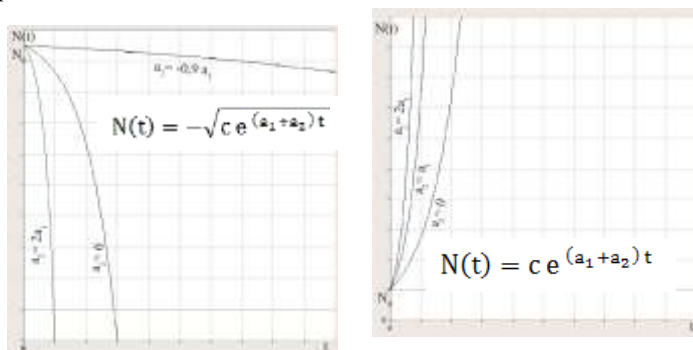 N(t)
N₀
a₂= -0,9 a₁
N(t) = −√c e^(a₁+a₂) t
a₂= 2a₁
a₂= 0
N(t)
a₂= 2a₁
a₂= a₁
a₂= 0
N(t) = c e^(a₁+a₂) t
N₀
0
t